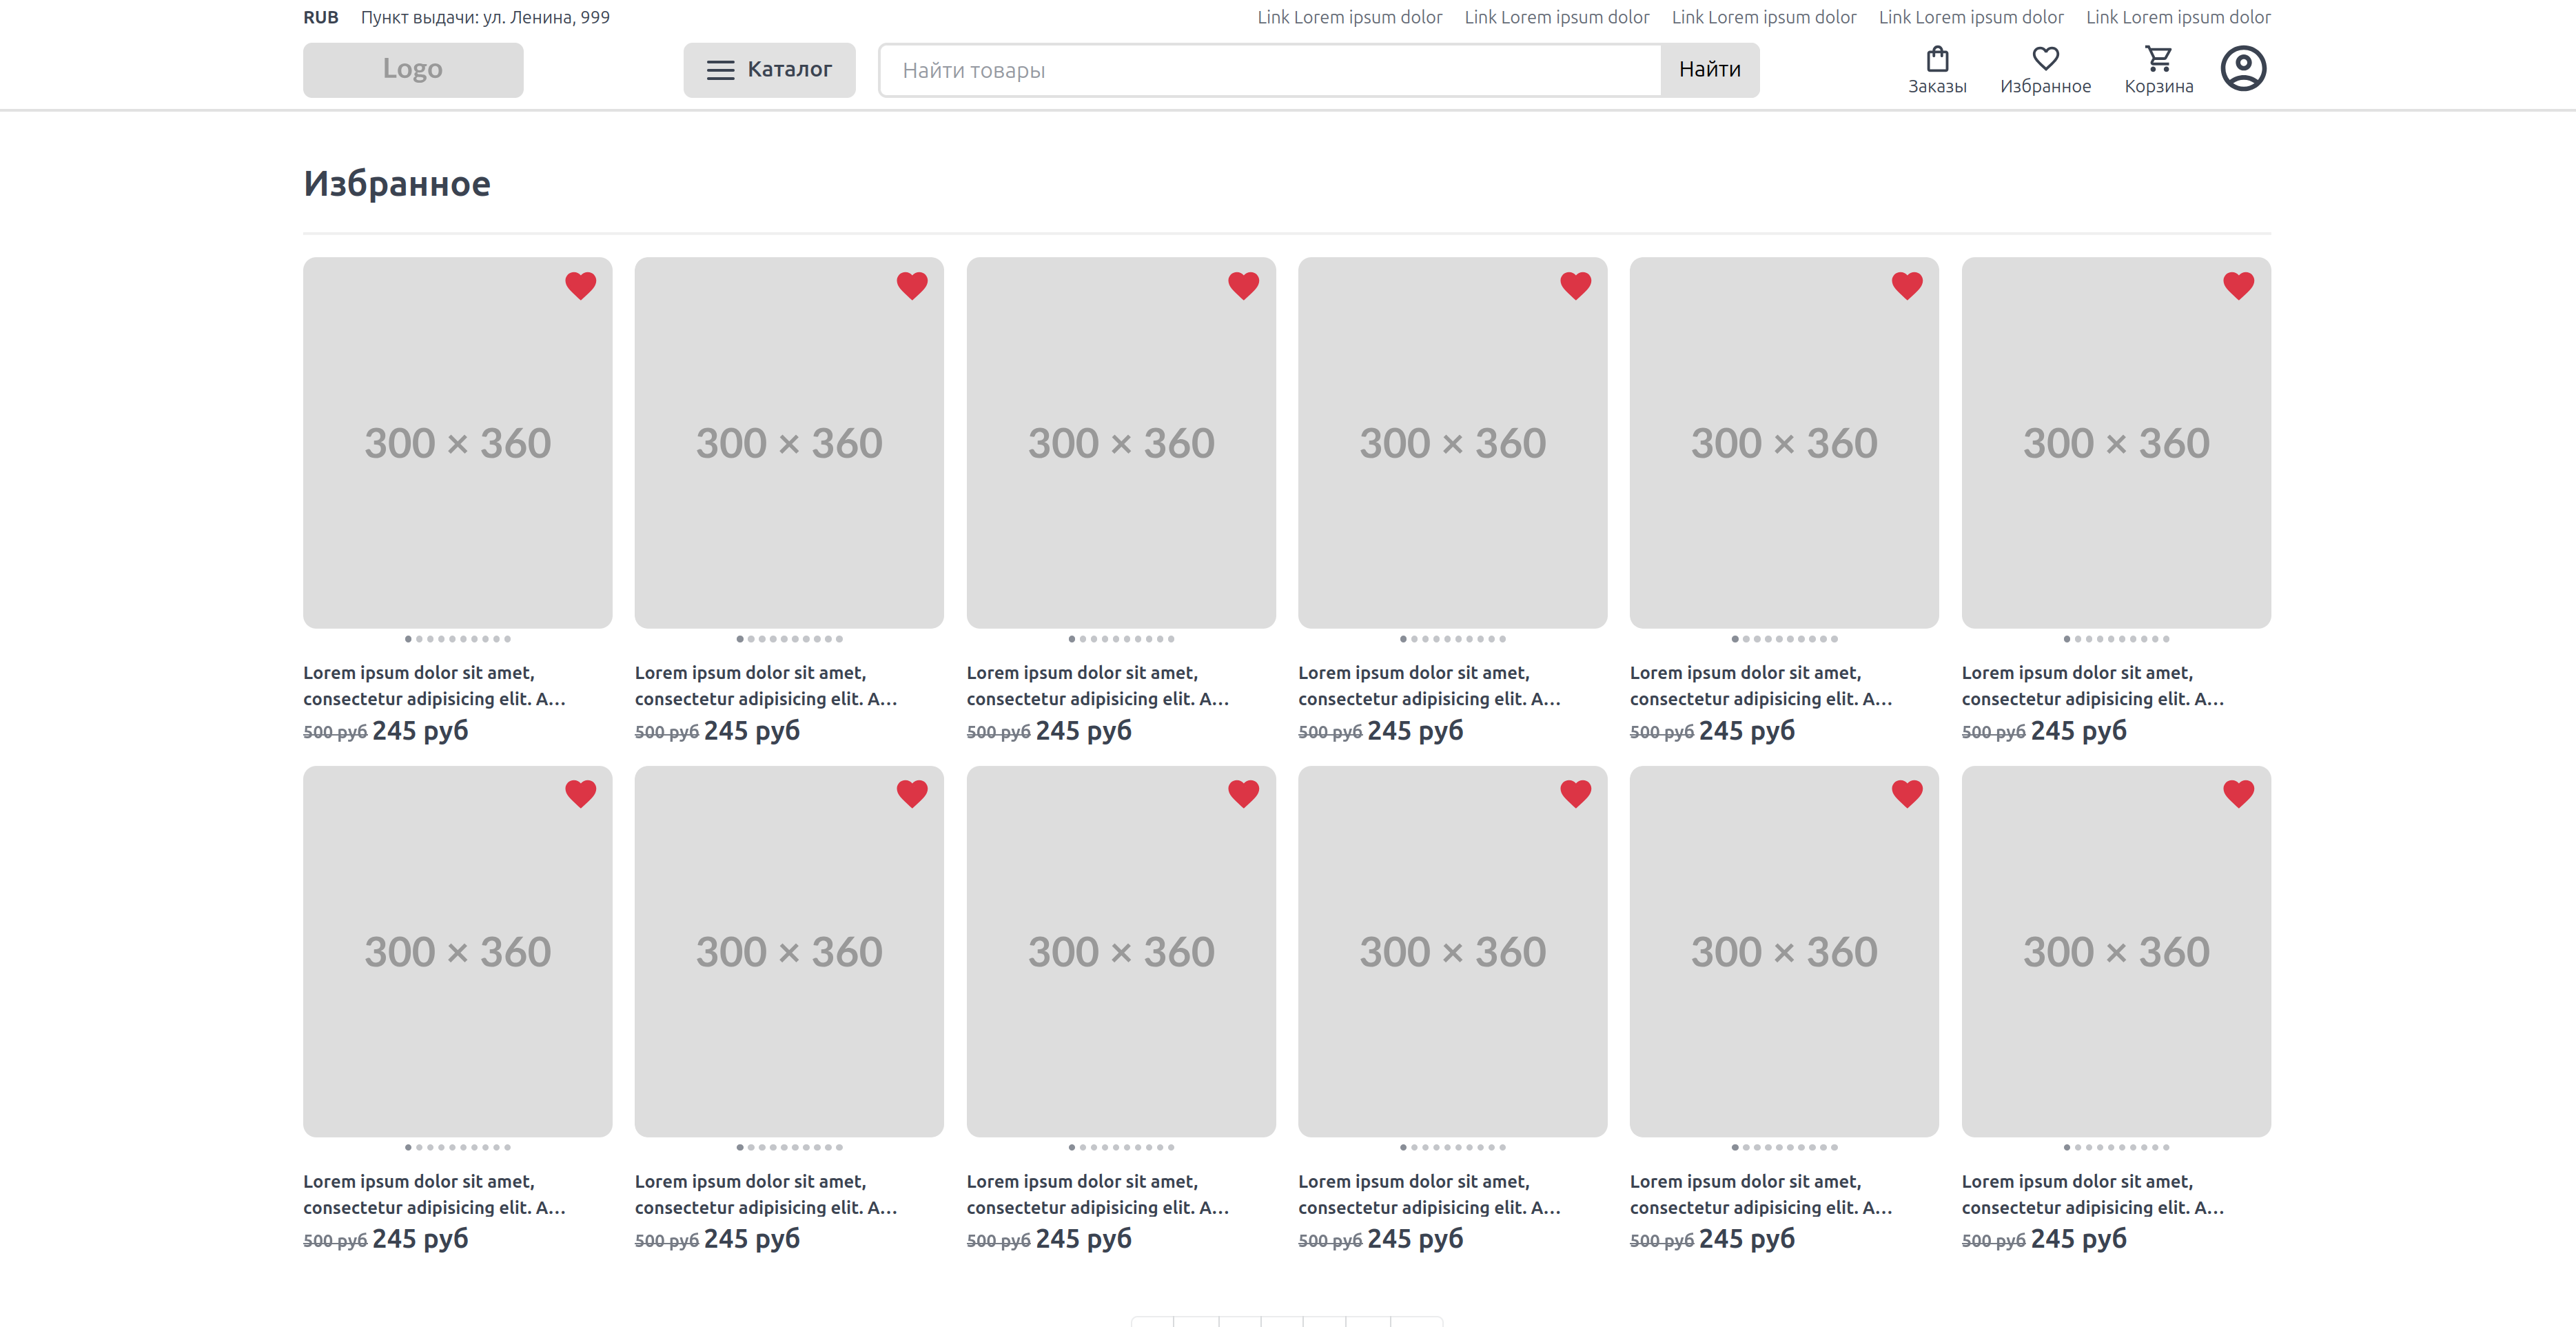 RUB Пункт выдачи: ул. Ленина, 999 Link Lorem ipsum dolor Link Lorem ipsum dolor Link Lorem ipsum dolor Link Lorem ipsum dolor Link Lorem ipsum dolor
Logo Каталог Найти товары Найти Заказы Избранное Корзина
Избранное
300 × 360 300 × 360 300 × 360 300 × 360 300 × 360 300 × 360
Lorem ipsum dolor sit amet, Lorem ipsum dolor sit amet, Lorem ipsum dolor sit amet, Lorem ipsum dolor sit amet, Lorem ipsum dolor sit amet, Lorem ipsum dolor sit amet,
consectetur adipisicing elit. A... consectetur adipisicing elit. A... consectetur adipisicing elit. A... consectetur adipisicing elit. A... consectetur adipisicing elit. A... consectetur adipisicing elit. A...
500 руб 245 руб 500 руб 245 руб 500 руб 245 руб 500 руб 245 руб 500 руб 245 руб 500 руб 245 руб
300 × 360 300 × 360 300 × 360 300 × 360 300 × 360 300 × 360
Lorem ipsum dolor sit amet, Lorem ipsum dolor sit amet, Lorem ipsum dolor sit amet, Lorem ipsum dolor sit amet, Lorem ipsum dolor sit amet, Lorem ipsum dolor sit amet,
consectetur adipisicing elit. A... consectetur adipisicing elit. A... consectetur adipisicing elit. A... consectetur adipisicing elit. A... consectetur adipisicing elit. A... consectetur adipisicing elit. A...
500 руб 245 руб 500 руб 245 руб 500 руб 245 руб 500 руб 245 руб 500 руб 245 руб 500 руб 245 руб